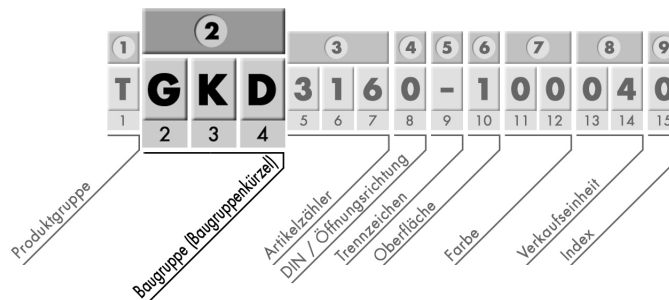 1 2 3 4 5 6 7 8 9
T G K D 3 1 6 0 - 1 0 0 0 4 0
1 2 3 4 5 6 7 8 9 10 11 12 13 14 15
Produktgruppe
Baugruppe (Baugruppenkürzel)
Artikelzähler
DIN / Öffnungsrichtung
Trennzeichen
Oberfläche
Farbe
Verkaufseinheit
Index